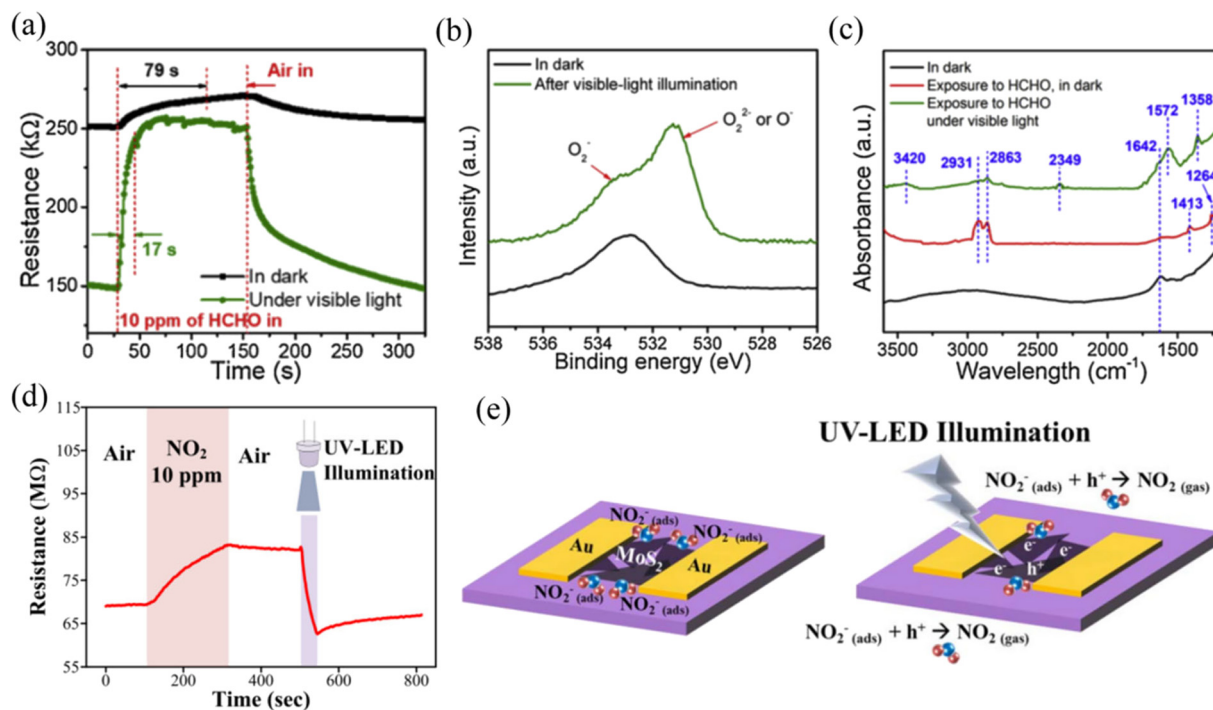 (a)
300
250
200
150
Resistance (kΩ)
79 s
Air in
17 s
In dark
Under visible light
10 ppm of HCHO in
0 50 100 150 200 250 300
Time (s)
(b)
In dark
After visible-light illumination
O₂²⁻ or O⁻
O₂⁻
Intensity (a.u.)
538 536 534 532 530 528 526
Binding energy (eV)
(c)
In dark
Exposure to HCHO, in dark
Exposure to HCHO
under visible light
1358
1572
1642
3420 2931 2863 2349
1264
1413
Absorbance (a.u.)
3500 3000 2500 2000 1500
Wavelength (cm⁻¹)
(d)
115
105
95
85
75
65
55
Resistance (MΩ)
Air
NO₂
10 ppm
Air
UV-LED
Illumination
0 200 400 600 800
Time (sec)
(e)
UV-LED Illumination
NO₂⁻ (ads)
NO₂⁻ (ads)
Au
MoS₂
Au
NO₂⁻ (ads)
NO₂⁻ (ads)
NO₂⁻ (ads) + h⁺ → NO₂ (gas)
e⁻
e⁻
e⁻
h⁺
NO₂⁻ (ads) + h⁺ → NO₂ (gas)